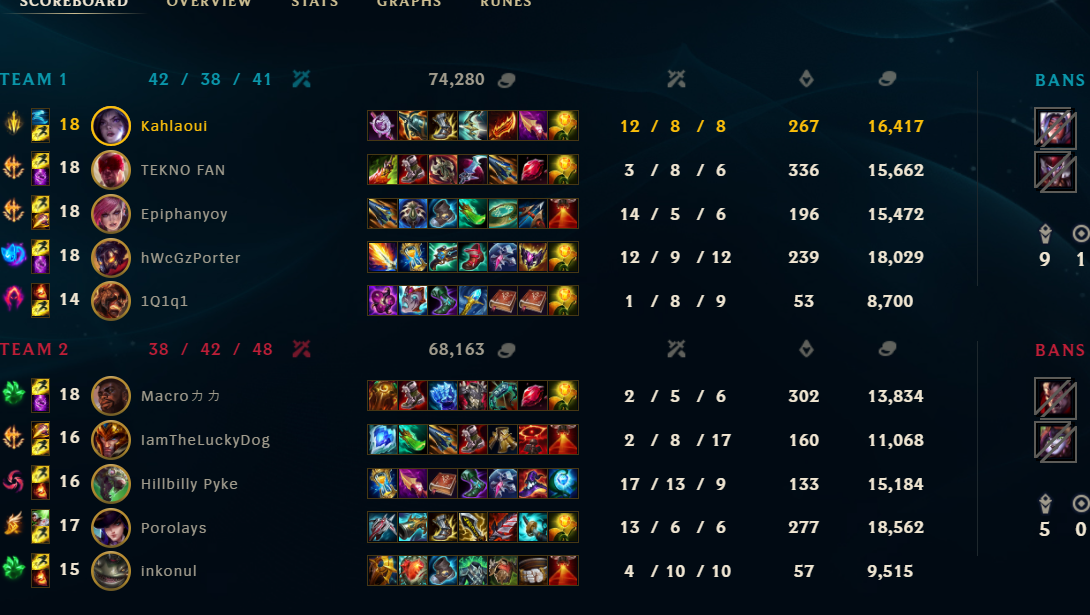 SCOREBOARD OVERVIEW STATS GRAPHS RUNES
TEAM 1 42 / 38 / 41 74,280 BANS
18 Kahlaoui 12 / 8 / 8 267 16,417
18 TEKNO FAN 3 / 8 / 6 336 15,662
18 Epiphanyoy 14 / 5 / 6 196 15,472
18 hWcGzPorter 12 / 9 / 12 239 18,029
9 1
14 1Q1q1 1 / 8 / 9 53 8,700
TEAM 2 38 / 42 / 48 68,163 BANS
18 Macroカカ 2 / 5 / 6 302 13,834
16 IamTheLuckyDog 2 / 8 / 17 160 11,068
16 Hillbilly Pyke 17 / 13 / 9 133 15,184
17 Porolays 13 / 6 / 6 277 18,562
5 0
15 inkonul 4 / 10 / 10 57 9,515